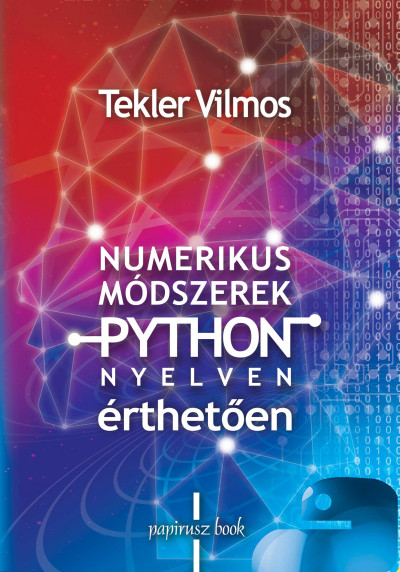 Tekler Vilmos
NUMERIKUS
MÓDSZEREK
PYTHON
NYELVEN
érthetően
papirusz book